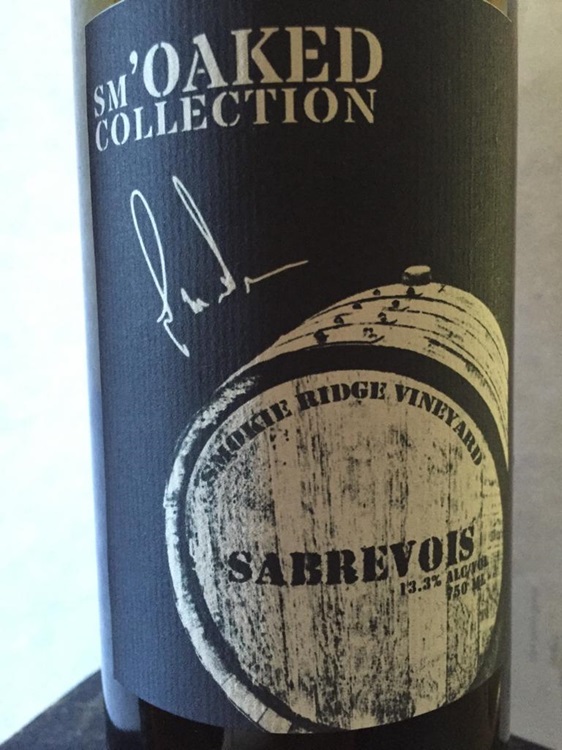 SM'OAKED
COLLECTION
SMOKIE RIDGE VINEYARD
SABREVOIS
13.3% ALC/VOL
750 ML